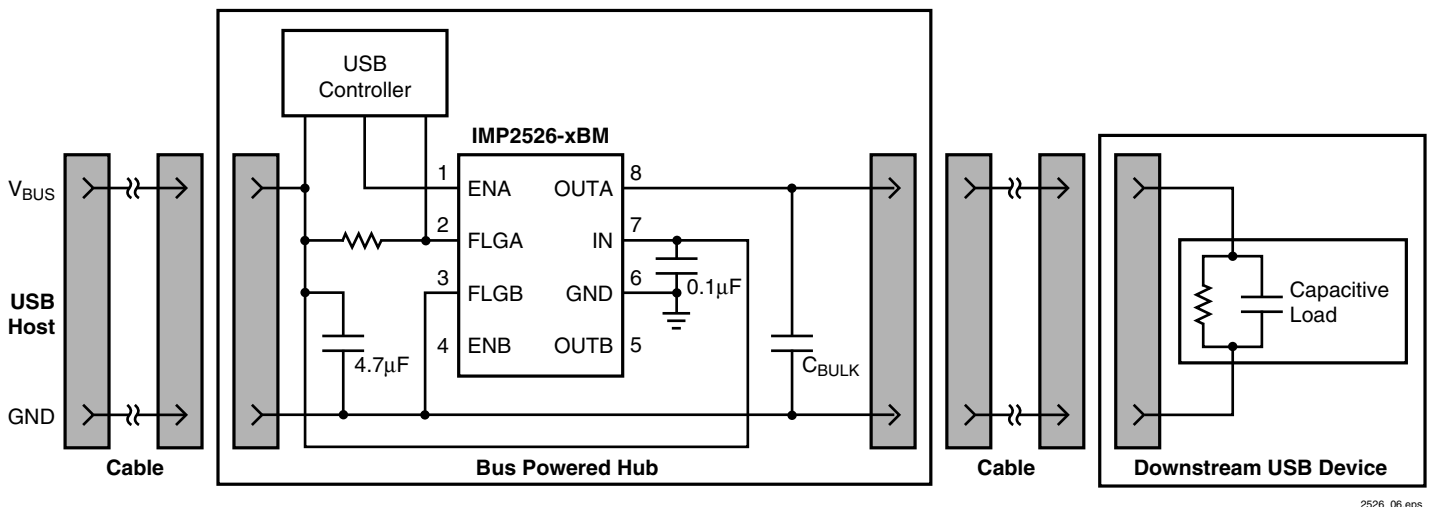 USB
Controller
IMP2526-xBM
VBUS
1
ENA
OUTA
8
2
FLGA
IN
7
3
FLGB
GND
6
0.1μF
4
ENB
OUTB
5
4.7μF
CBULK
USB
Host
GND
Capacitive
Load
Cable
Bus Powered Hub
Cable
Downstream USB Device
2526_06.eps